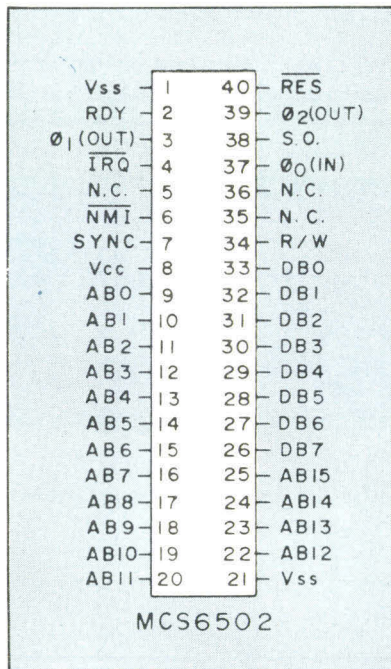 Vss 1 40 R̅E̅S̅
RDY 2 39 Ø₂(OUT)
Ø₁(OUT) 3 38 S.O.
I̅R̅Q̅ 4 37 Ø₀(IN)
N.C. 5 36 N.C.
N̅M̅I̅ 6 35 N.C.
SYNC 7 34 R/W
Vcc 8 33 DB0
AB0 9 32 DB1
AB1 10 31 DB2
AB2 11 30 DB3
AB3 12 29 DB4
AB4 13 28 DB5
AB5 14 27 DB6
AB6 15 26 DB7
AB7 16 25 AB15
AB8 17 24 AB14
AB9 18 23 AB13
AB10 19 22 AB12
AB11 20 21 Vss
MCS6502